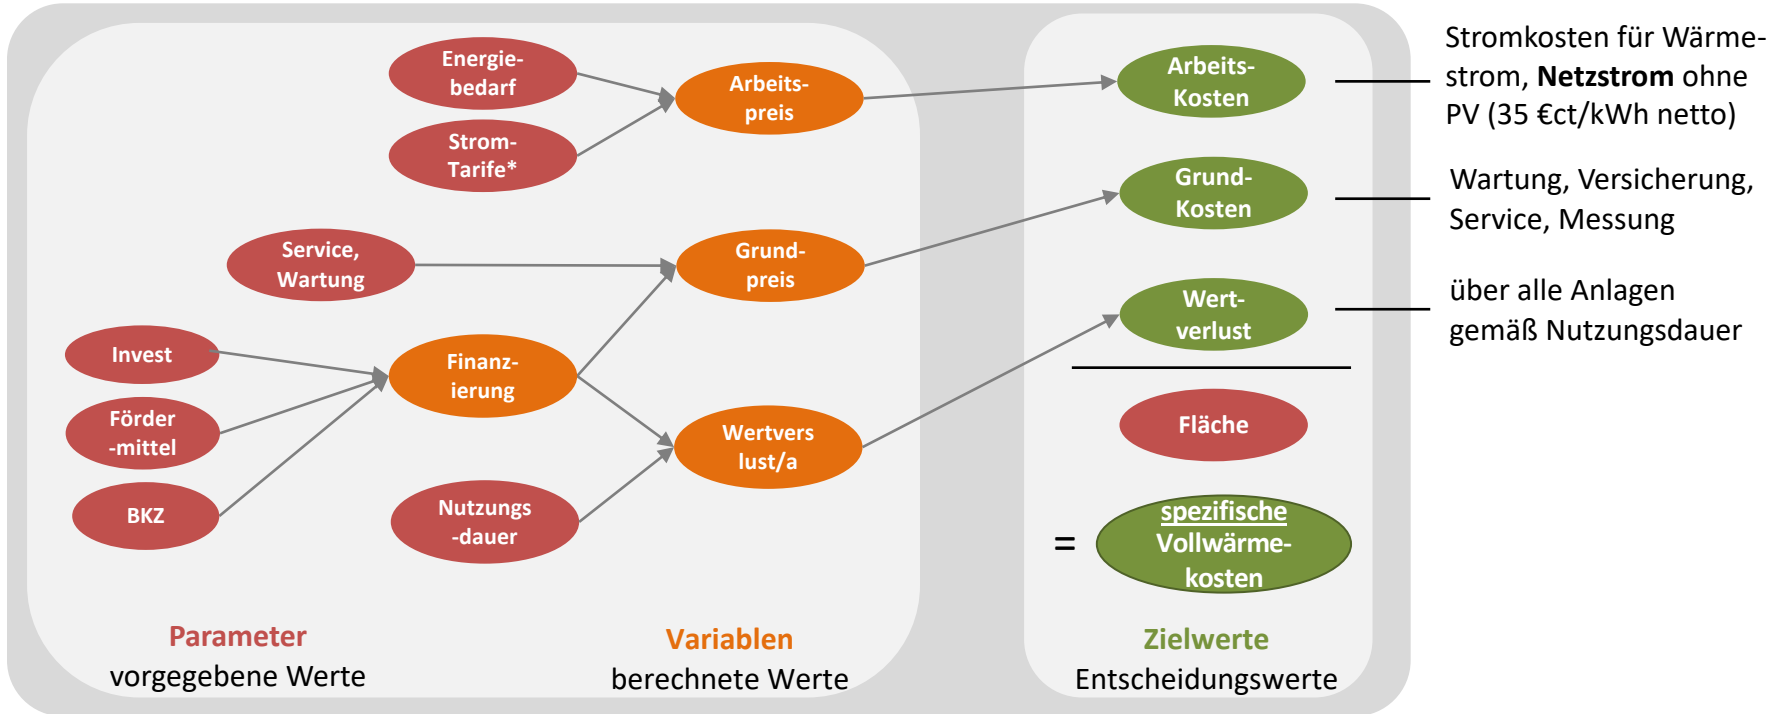 Energie-
bedarf
Strom-
Tarife*
Arbeits-
preis
Arbeits-
Kosten
Stromkosten für Wärme-
strom, Netzstrom ohne
PV (35 €ct/kWh netto)
Service,
Wartung
Grund-
preis
Grund-
Kosten
Wartung, Versicherung,
Service, Messung
Invest
Förder
-mittel
BKZ
Finanz-
ierung
Nutzungs
-dauer
Wertvers
lust/a
Wert-
verlust
über alle Anlagen
gemäß Nutzungsdauer
Fläche
=
spezifische
Vollwärme-
kosten
Parameter
vorgegebene Werte
Variablen
berechnete Werte
Zielwerte
Entscheidungswerte